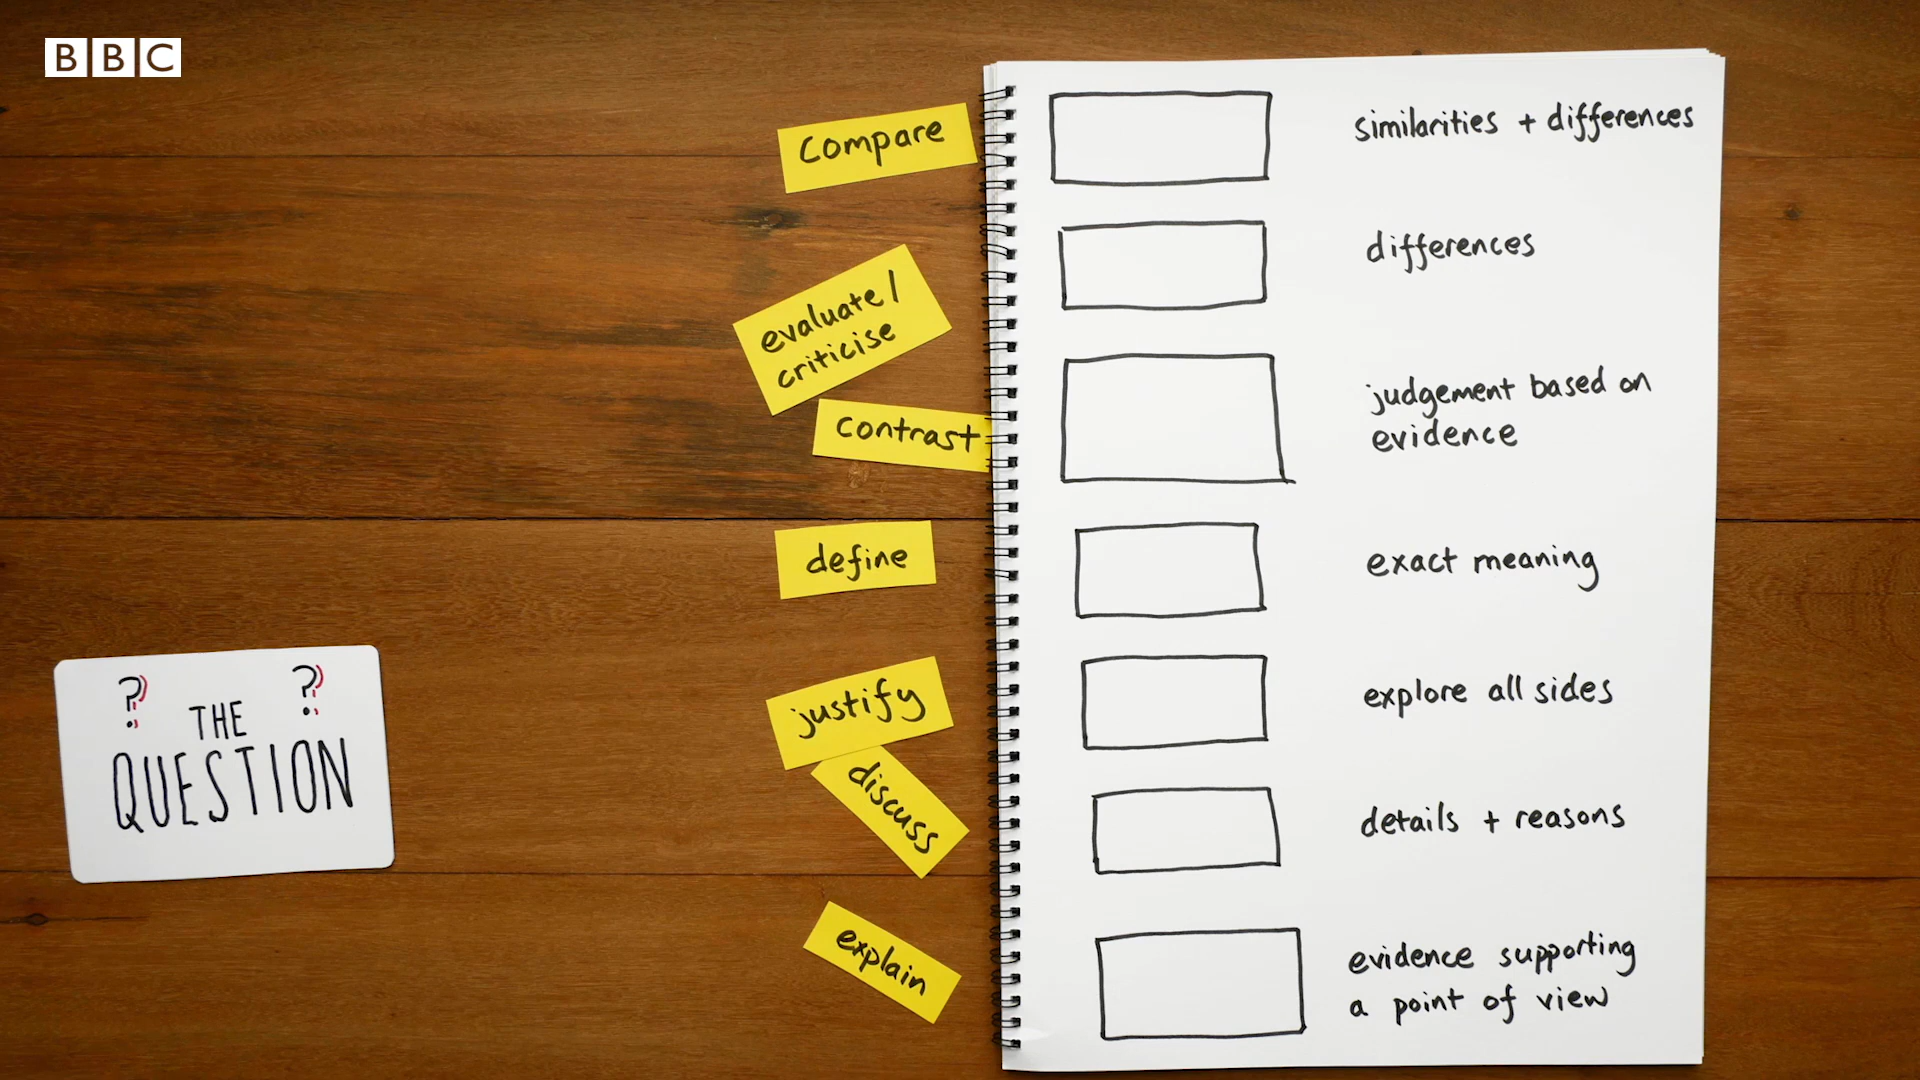 BBC
compare
evaluate/
criticise
contrast
define
justify
discuss
explain
? ?
THE
QUESTION
similarities + differences
differences
judgement based on
evidence
exact meaning
explore all sides
details + reasons
evidence supporting
a point of view